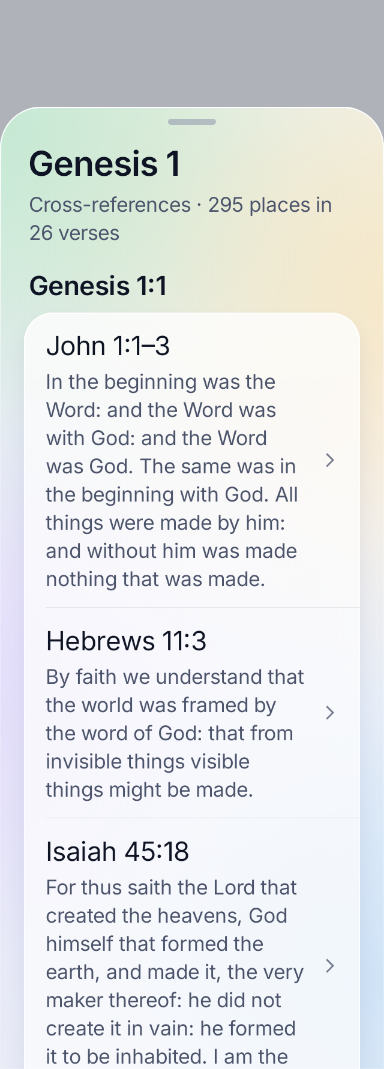 Genesis 1
Cross-references · 295 places in
26 verses
Genesis 1:1
John 1:1–3
In the beginning was the
Word: and the Word was
with God: and the Word
was God. The same was in
the beginning with God. All
things were made by him:
and without him was made
nothing that was made.
Hebrews 11:3
By faith we understand that
the world was framed by
the word of God: that from
invisible things visible
things might be made.
Isaiah 45:18
For thus saith the Lord that
created the heavens, God
himself that formed the
earth, and made it, the very
maker thereof: he did not
create it in vain: he formed
it to be inhabited. I am the